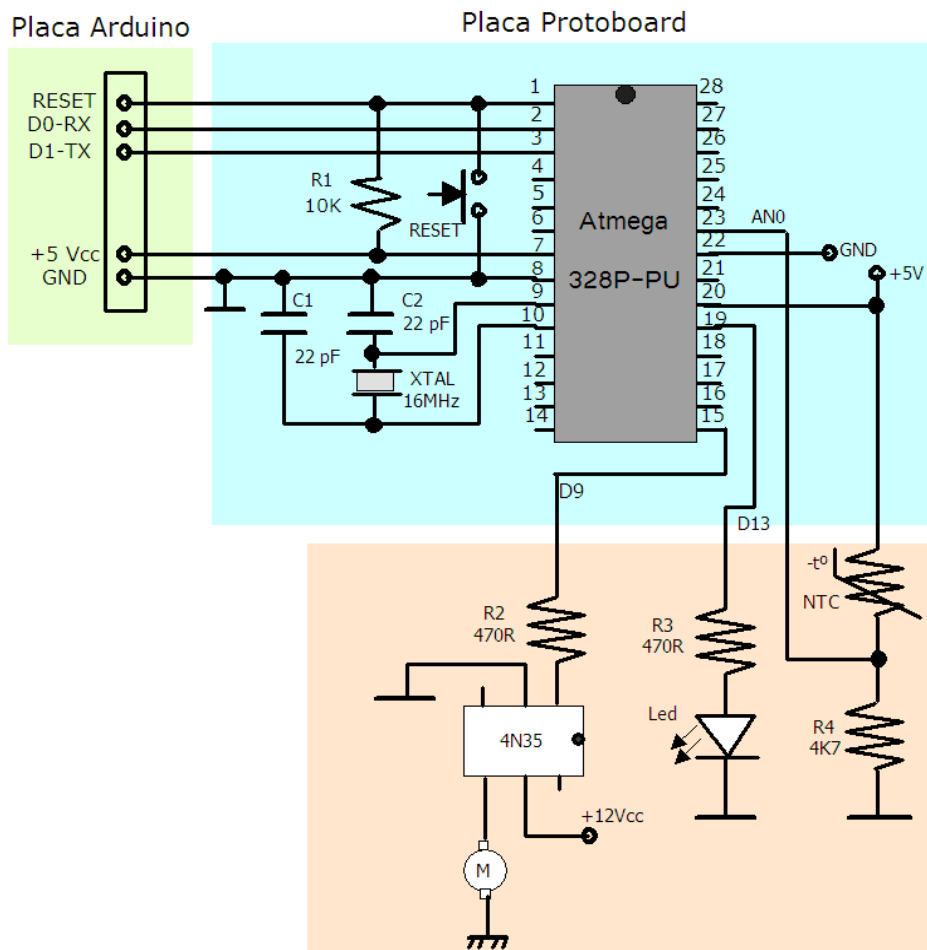 Placa Arduino
Placa Protoboard
RESET
D0-RX
D1-TX
+5 Vcc
GND
R1
10K
RESET
C1
22 pF
C2
22 pF
XTAL
16MHz
1
2
3
4
5
6
7
8
9
10
11
12
13
14
Atmega
328P-PU
28
27
26
25
24
23
22
21
20
19
18
17
16
15
AN0
GND
+5V
D9
D13
R2
470R
R3
470R
-tº
NTC
R4
4K7
Led
4N35
+12Vcc
M